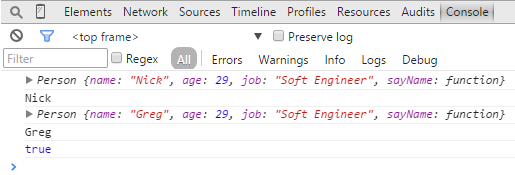 Elements Network Sources Timeline Profiles Resources Audits Console
<top frame> Preserve log
Filter Regex All Errors Warnings Info Logs Debug
Person {name: "Nick", age: 29, job: "Soft Engineer", sayName: function}
Nick
Person {name: "Greg", age: 29, job: "Soft Engineer", sayName: function}
Greg
true